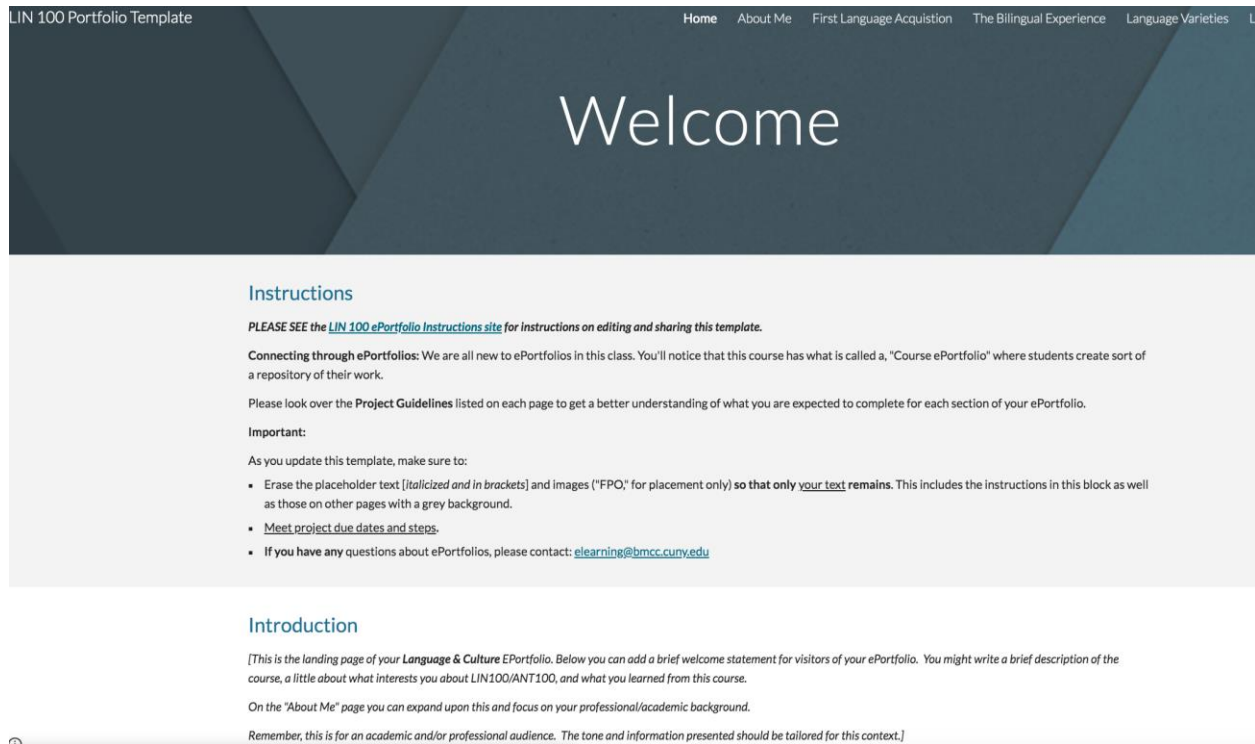 LIN 100 Portfolio Template
Home About Me First Language Acquistion The Bilingual Experience Language Varieties L
Welcome
Instructions
PLEASE SEE the LIN 100 ePortfolio Instructions site for instructions on editing and sharing this template.
Connecting through ePortfolios: We are all new to ePortfolios in this class. You'll notice that this course has what is called a, "Course ePortfolio" where students create sort of
a repository of their work.
Please look over the Project Guidelines listed on each page to get a better understanding of what you are expected to complete for each section of your ePortfolio.
Important:
As you update this template, make sure to:
▪ Erase the placeholder text [italicized and in brackets] and images ("FPO," for placement only) so that only your text remains. This includes the instructions in this block as well
as those on other pages with a grey background.
▪ Meet project due dates and steps.
▪ If you have any questions about ePortfolios, please contact: elearning@bmcc.cuny.edu
Introduction
[This is the landing page of your Language & Culture EPortfolio. Below you can add a brief welcome statement for visitors of your ePortfolio. You might write a brief description of the
course, a little about what interests you about LIN100/ANT100, and what you learned from this course.
On the "About Me" page you can expand upon this and focus on your professional/academic background.
Remember, this is for an academic and/or professional audience. The tone and information presented should be tailored for this context.]